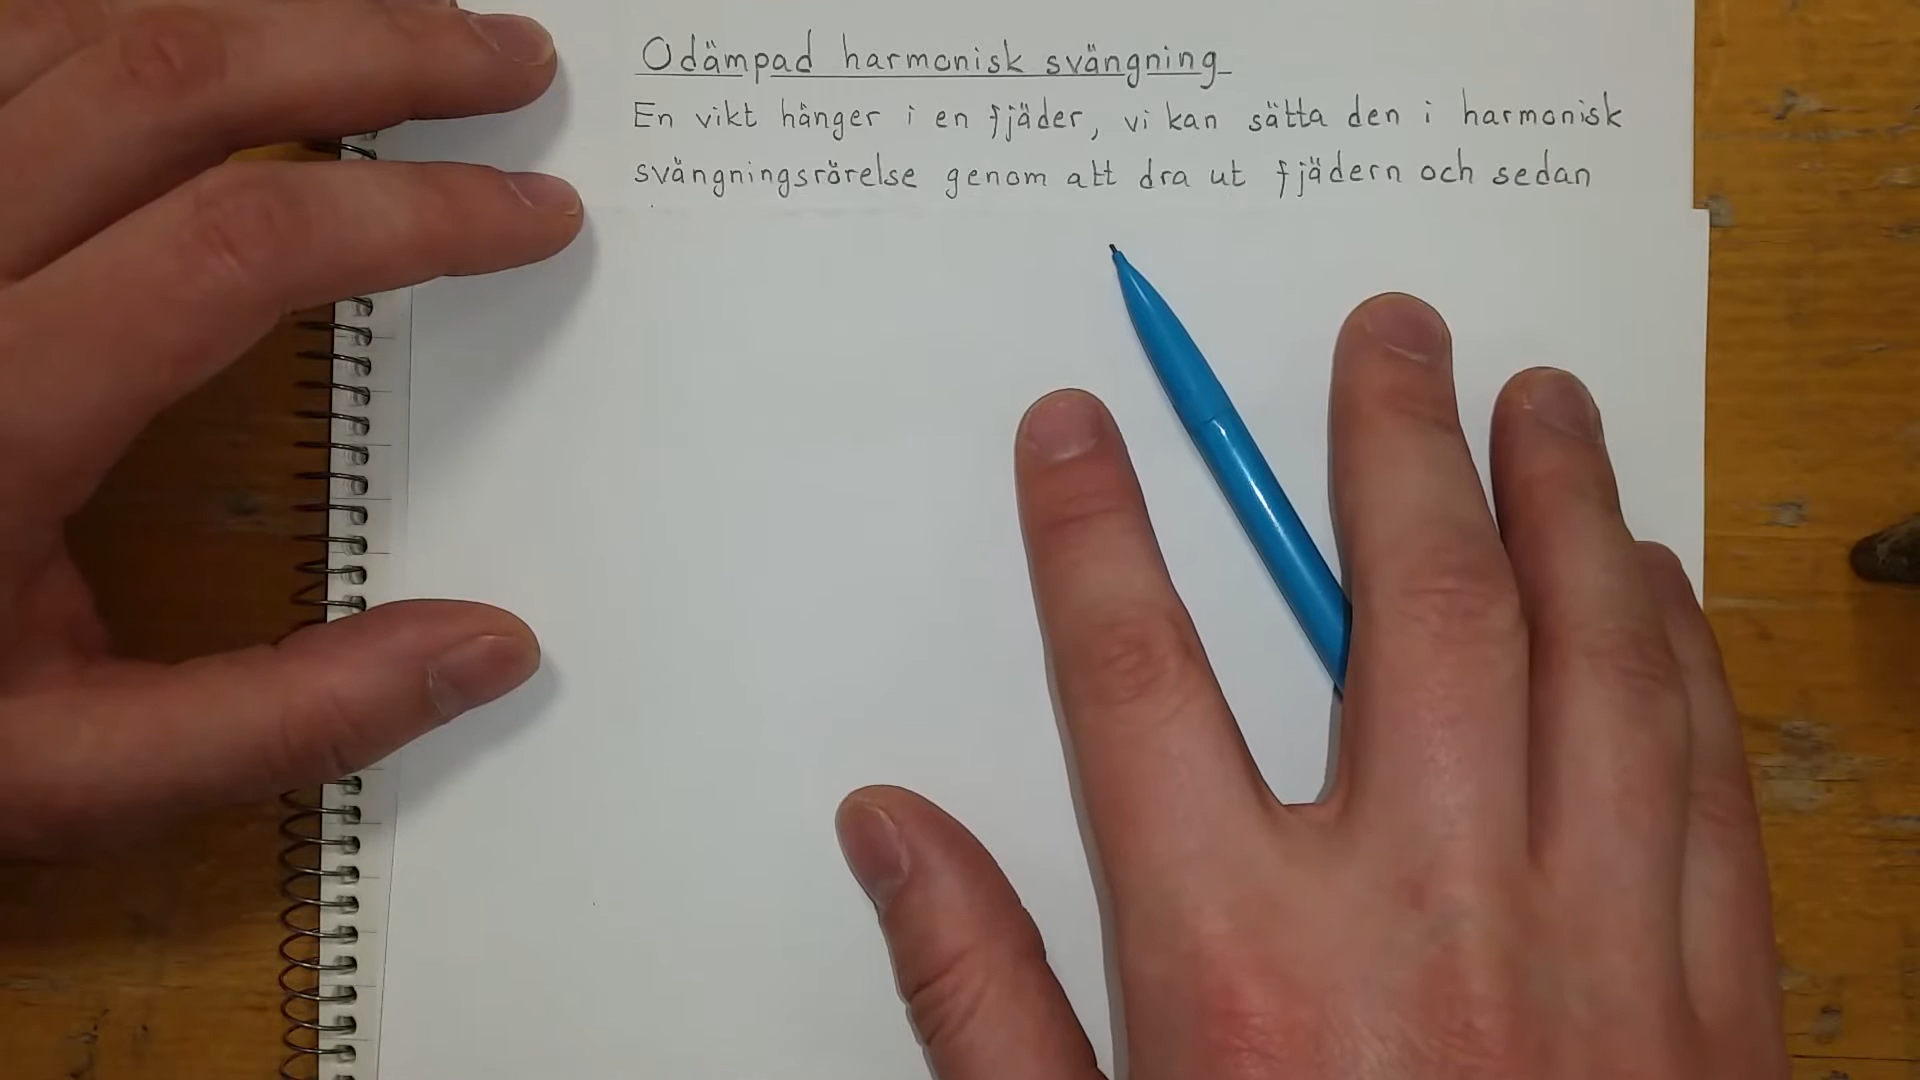 Odämpad harmonisk svängning
En vikt hänger i en fjäder, vi kan sätta den i harmonisk
svängningsrörelse genom att dra ut fjädern och sedan